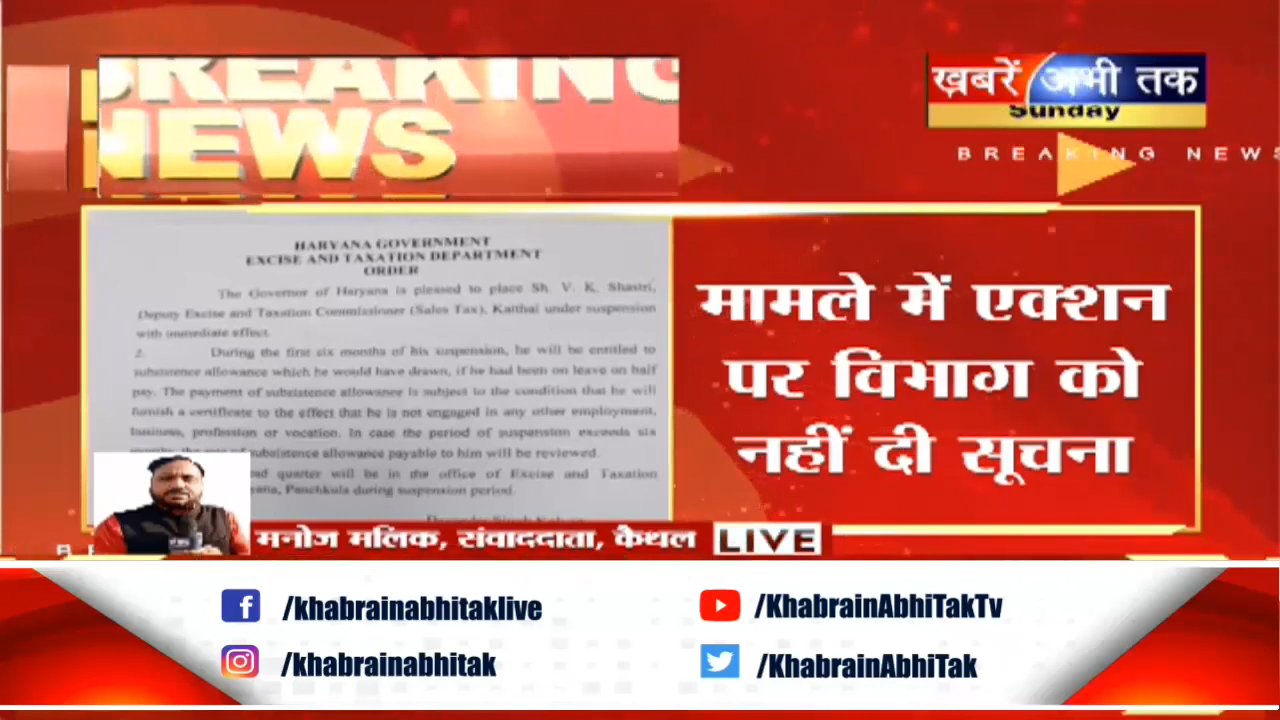 BREAKING
NEWS
ख़बरें अभी तक
Sunday
BREAKING NEWS
HARYANA GOVERNMENT
EXCISE AND TAXATION DEPARTMENT
ORDER
The Governor of Haryana is pleased to place Sh. V. K. Shastri,
Deputy Excise and Taxation Commissioner (Sales Tax), Kaithal under suspension
with immediate effect.
2. During the first six months of his suspension, he will be entitled to
subsistence allowance which he would have drawn, if he had been on leave on half
pay. The payment of subsistence allowance is subject to the condition that he will
furnish a certificate to the effect that he is not engaged in any other employment,
business, profession or vocation. In case the period of suspension exceeds six
subsistence allowance payable to him will be reviewed.
quarter will be in the office of Excise and Taxation
Panchkula during suspension period.
मामले में एक्शन
पर विभाग को
नहीं दी सूचना
मनोज मलिक, संवाददाता, कैथल LIVE
/khabrainabhitaklive
/KhabrainAbhiTakTv
/khabrainabhitak
/KhabrainAbhiTak